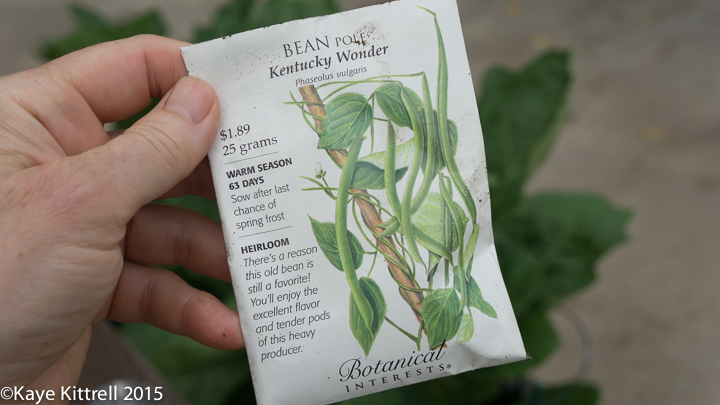 BEAN POLE
Kentucky Wonder
Phaseolus vulgaris
$1.89
25 grams
WARM SEASON
63 DAYS
Sow after last
chance of
spring frost
HEIRLOOM
There's a reason
this old bean is
still a favorite!
You'll enjoy the
excellent flavor
and tender pods
of this heavy
producer.
Botanical
INTERESTS®
©Kaye Kittrell 2015